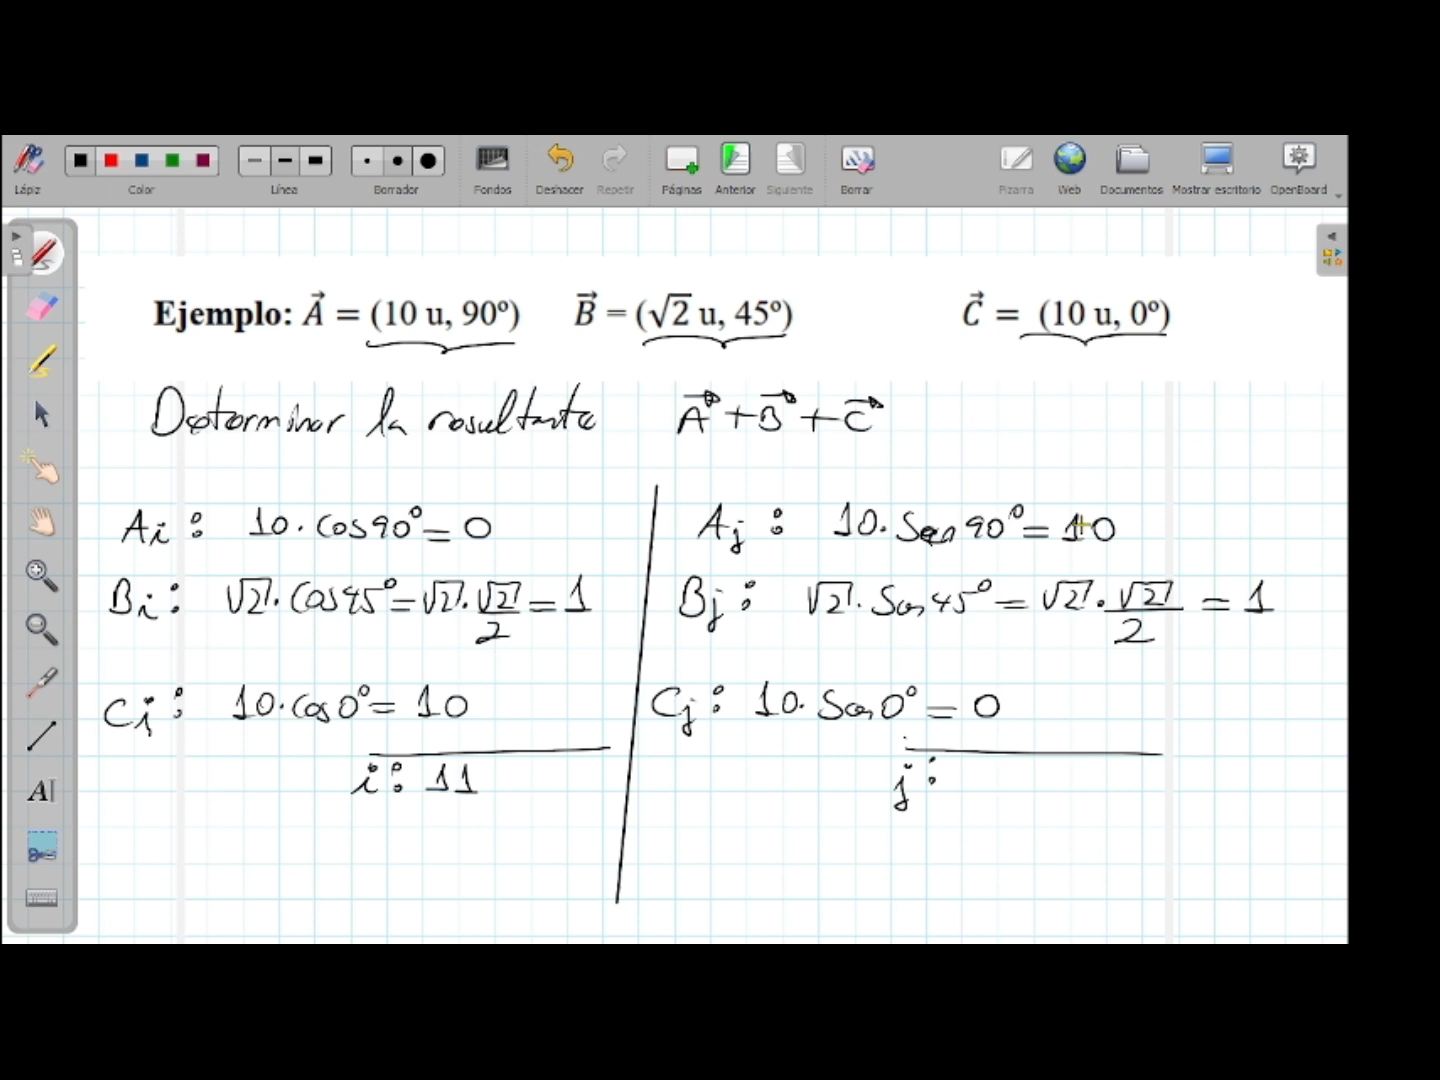 Lápiz Color Línea Borrador Fondos Deshacer Repetir Páginas Anterior Siguiente Borrar Pizarra Web Documentos Mostrar escritorio OpenBoard
Ejemplo: A⃗ = (10 u, 90º) B⃗ = (√2 u, 45º) C⃗ = (10 u, 0º)
Determinar la resultante A⃗ + B⃗ + C⃗
Ai : 10 · cos 90° = 0
Bi : √2 · Cos 45° = √2 · √2/2 = 1
Ci : 10 · cos 0° = 10
i : 11
Aj : 10 · Sen 90° = 10
Bj : √2 · Sen 45° = √2 · √2/2 = 1
Cj : 10 · Sen 0° = 0
j :
AI